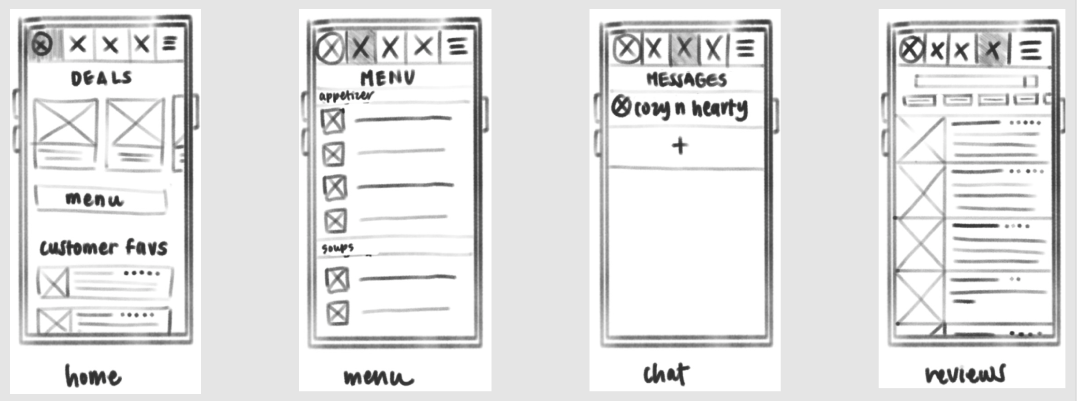 DEALS
menu
customer favs
home
MENU
appetizer
soups
menu
MESSAGES
cozy n hearty
+
chat
reviews